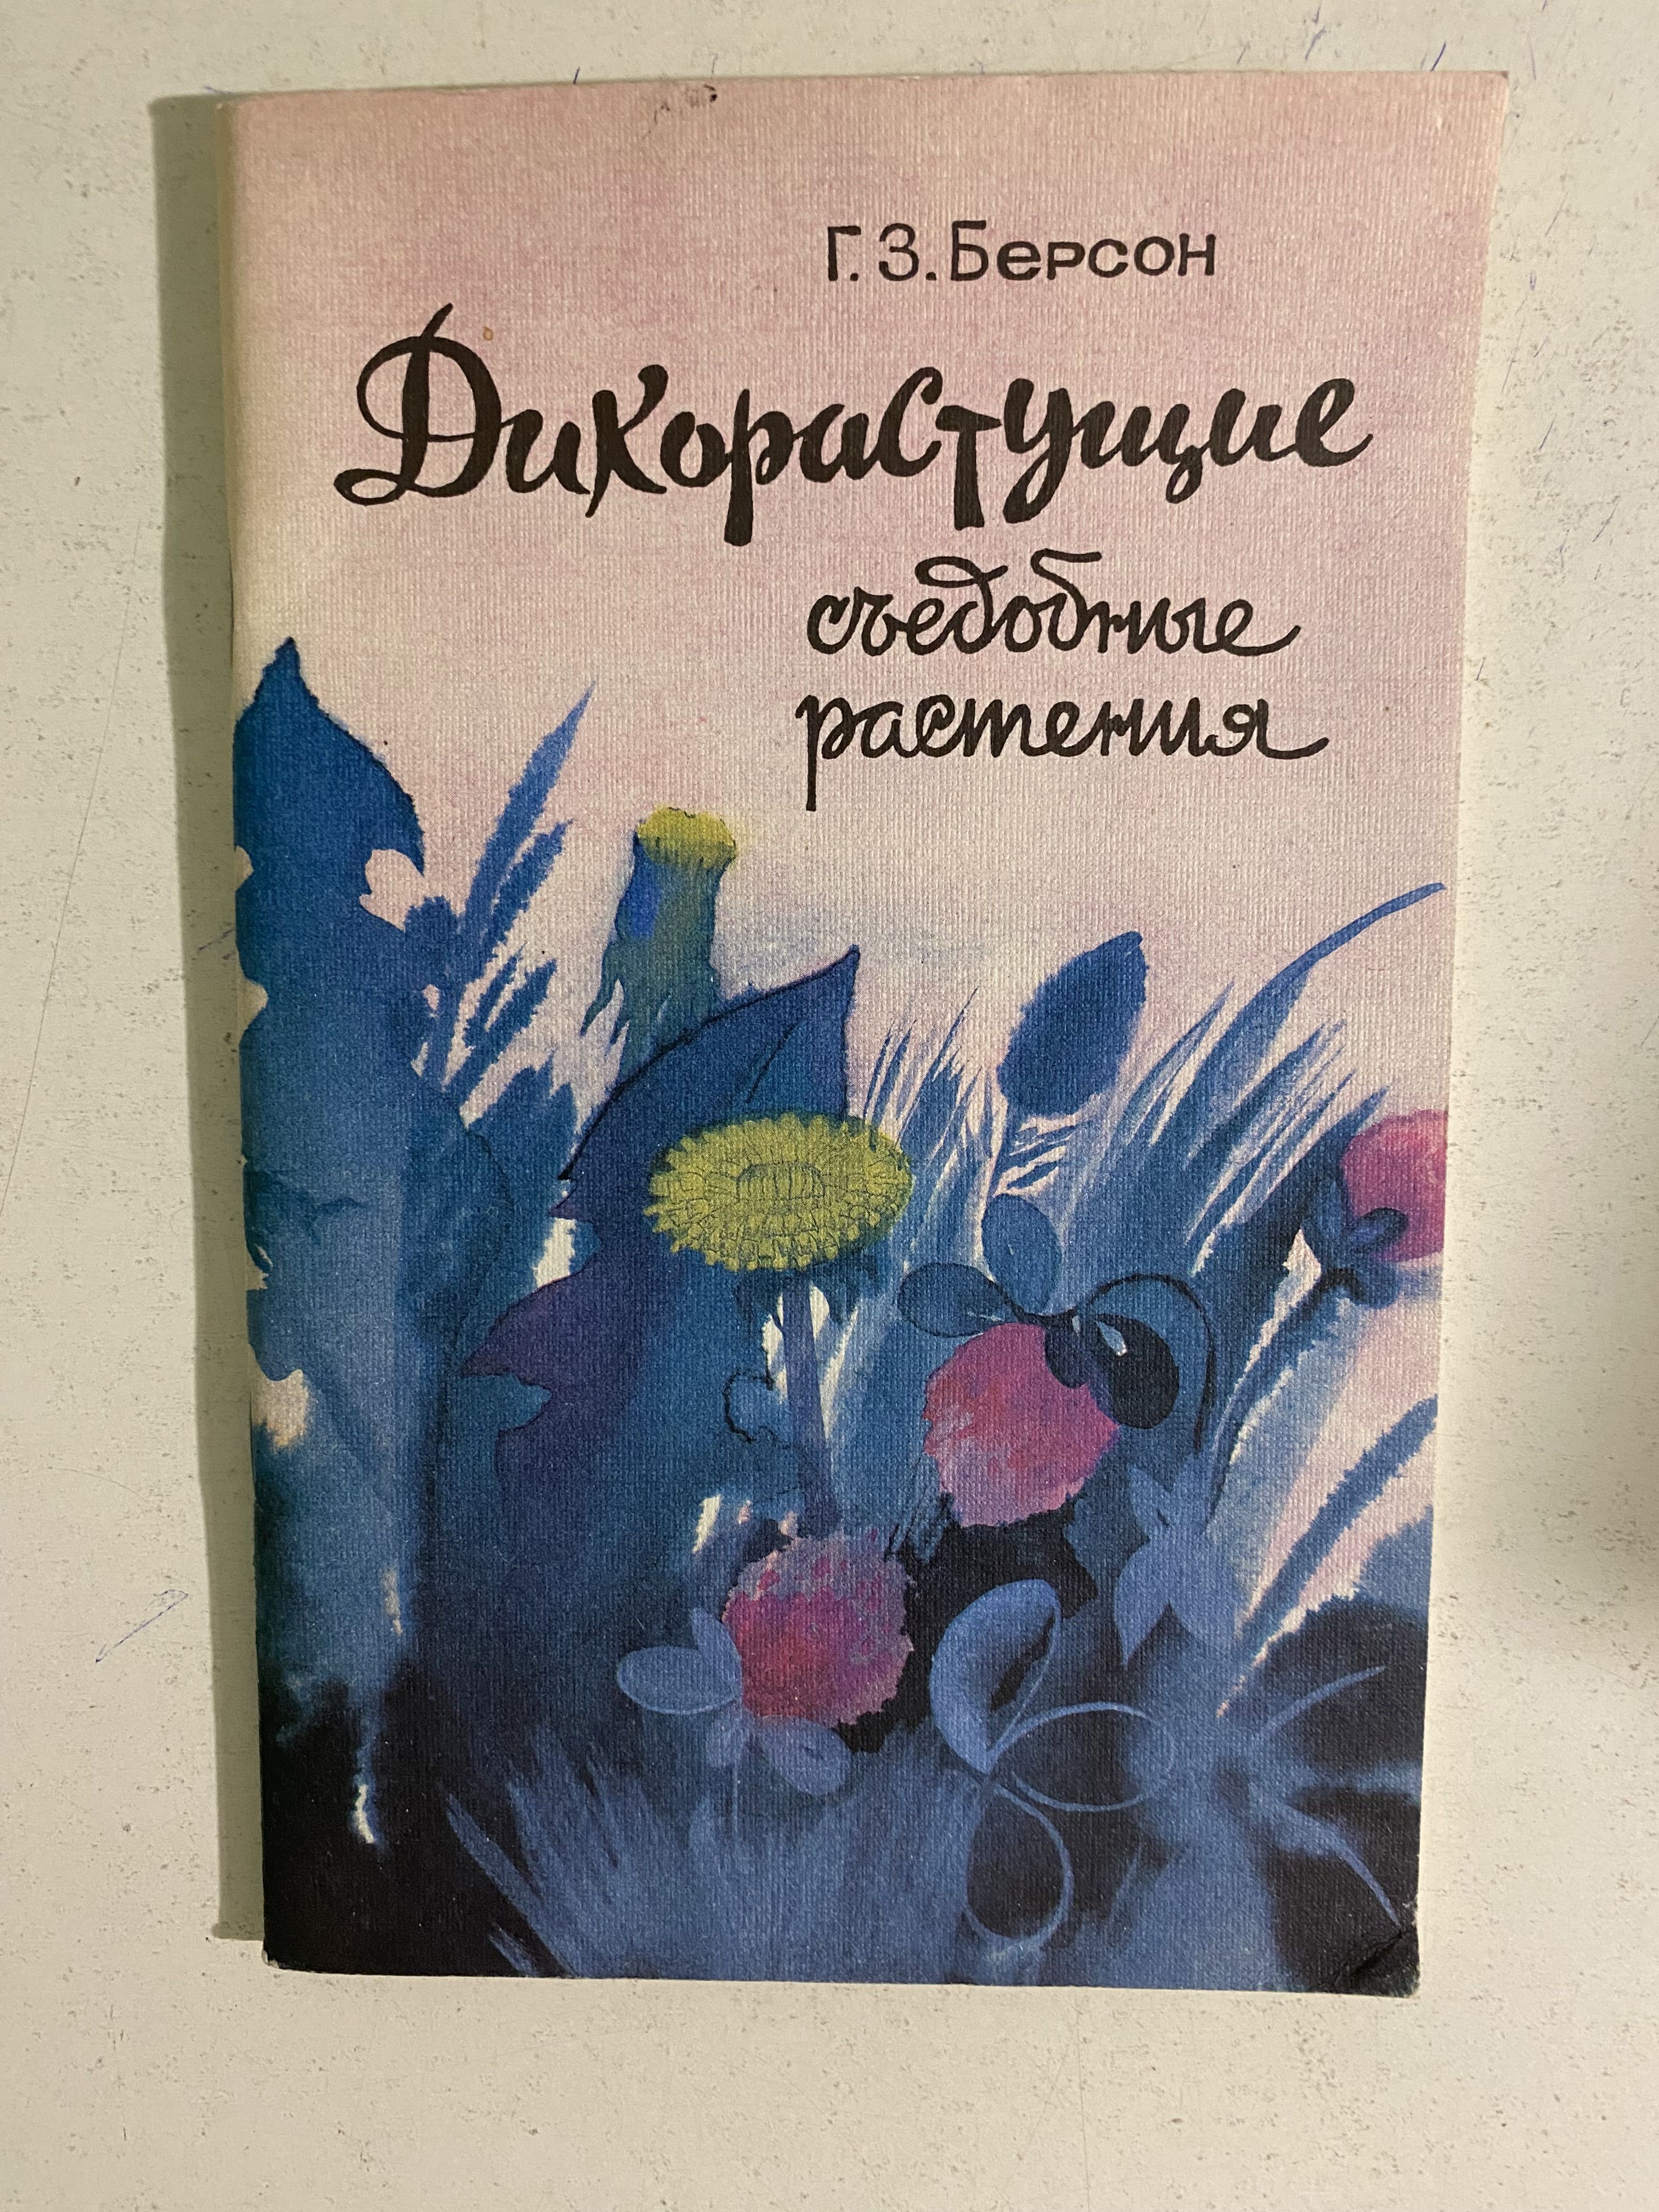 Г.З.Берсон
Дикорастущие
съедобные
растения